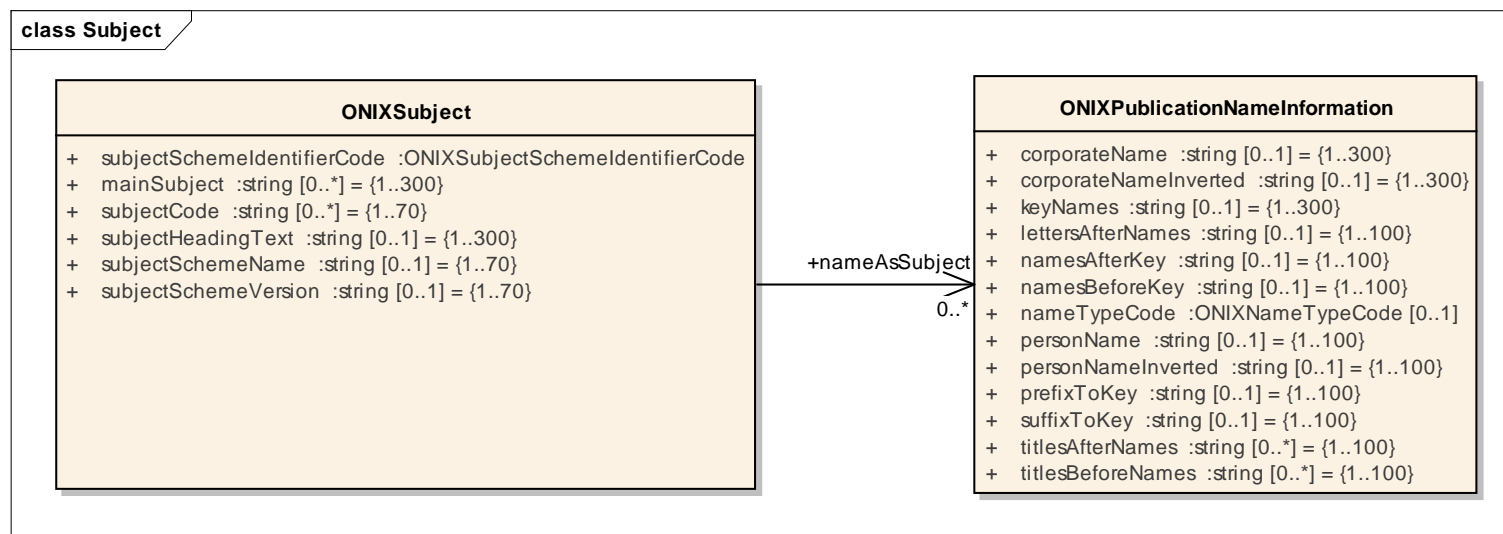 class Subject
ONIXSubject
+ subjectSchemeIdentifierCode :ONIXSubjectSchemeIdentifierCode
+ mainSubject :string [0..*] = {1..300}
+ subjectCode :string [0..*] = {1..70}
+ subjectHeadingText :string [0..1] = {1..300}
+ subjectSchemeName :string [0..1] = {1..70}
+ subjectSchemeVersion :string [0..1] = {1..70}
+nameAsSubject
0..*
ONIXPublicationNameInformation
+ corporateName :string [0..1] = {1..300}
+ corporateNameInverted :string [0..1] = {1..300}
+ keyNames :string [0..1] = {1..300}
+ lettersAfterNames :string [0..1] = {1..100}
+ namesAfterKey :string [0..1] = {1..100}
+ namesBeforeKey :string [0..1] = {1..100}
+ nameTypeCode :ONIXNameTypeCode [0..1]
+ personName :string [0..1] = {1..100}
+ personNameInverted :string [0..1] = {1..100}
+ prefixToKey :string [0..1] = {1..100}
+ suffixToKey :string [0..1] = {1..100}
+ titlesAfterNames :string [0..*] = {1..100}
+ titlesBeforeNames :string [0..*] = {1..100}